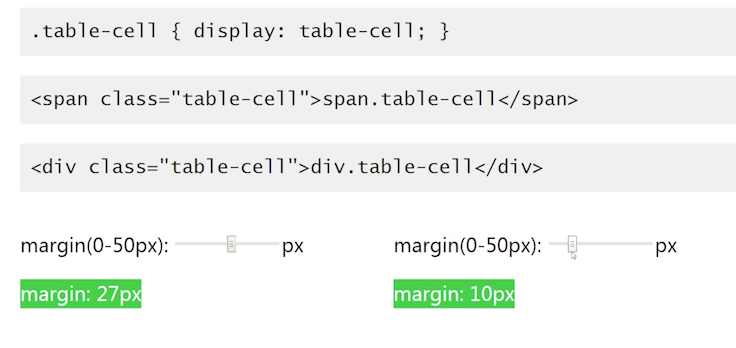 .table-cell { display: table-cell; }
<span class="table-cell">span.table-cell</span>
<div class="table-cell">div.table-cell</div>
margin(0-50px): px margin(0-50px): px
margin: 27px margin: 10px